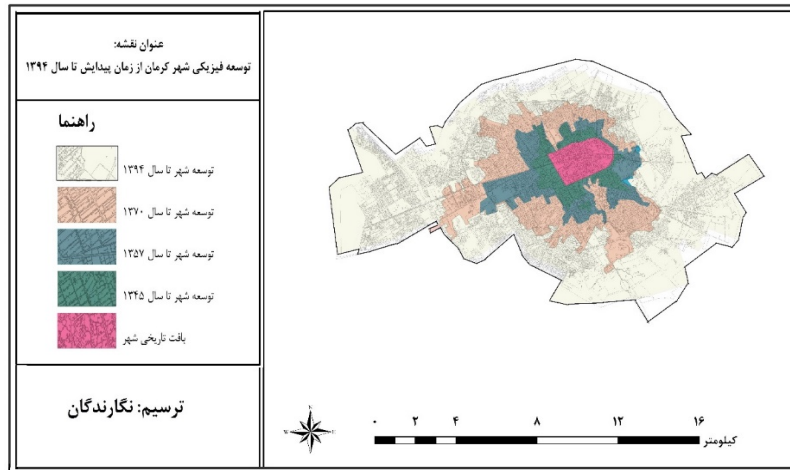 عنوان نقشه:
توسعه فیزیکی شهر کرمان از زمان پیدایش تا سال ۱۳۹۴
راهنما
توسعه شهر تا سال ۱۳۹۴
توسعه شهر تا سال ۱۳۷۰
توسعه شهر تا سال ۱۳۵۷
توسعه شهر تا سال ۱۳۴۵
بافت تاریخی شهر
ترسیم: نگارندگان
N
W E
S
۰ ۲ ۴ ۸ ۱۲ ۱۶
کیلومتر